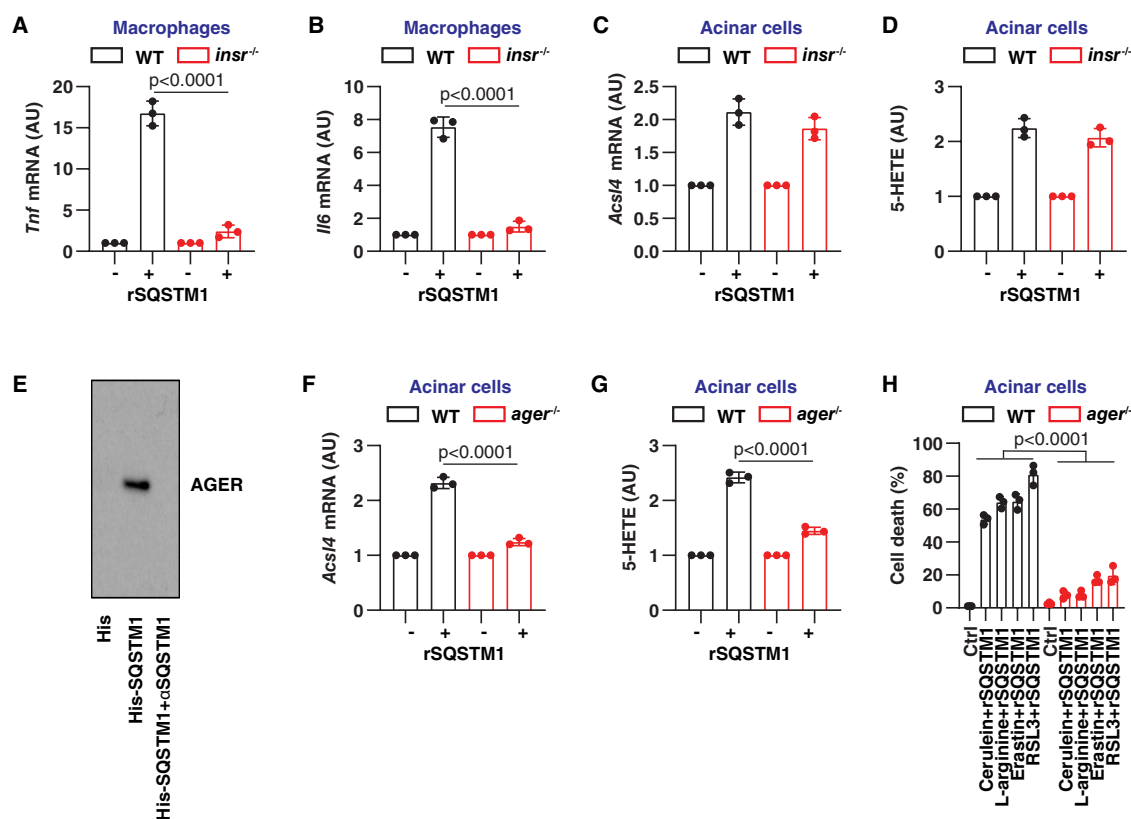 A
Macrophages
WT insr-/-
p<0.0001
Tnf mRNA (AU)
20
15
10
5
0
- + - +
rSQSTM1
B
Macrophages
WT insr-/-
p<0.0001
Il6 mRNA (AU)
10
8
6
4
2
0
- + - +
rSQSTM1
C
Acinar cells
WT insr-/-
Acsl4 mRNA (AU)
2.5
2.0
1.5
1.0
0.5
0.0
- + - +
rSQSTM1
D
Acinar cells
WT insr-/-
5-HETE (AU)
3
2
1
0
- + - +
rSQSTM1
E
AGER
His
His-SQSTM1
His-SQSTM1+αSQSTM1
F
Acinar cells
WT ager-/-
p<0.0001
Acsl4 mRNA (AU)
3
2
1
0
- + - +
rSQSTM1
G
Acinar cells
WT ager-/-
p<0.0001
5-HETE (AU)
3
2
1
0
- + - +
rSQSTM1
H
Acinar cells
WT ager-/-
p<0.0001
Cell death (%)
100
80
60
40
20
0
Ctrl
Cerulein+rSQSTM1
L-arginine+rSQSTM1
Erastin+rSQSTM1
RSL3+rSQSTM1
Ctrl
Cerulein+rSQSTM1
L-arginine+rSQSTM1
Erastin+rSQSTM1
RSL3+rSQSTM1